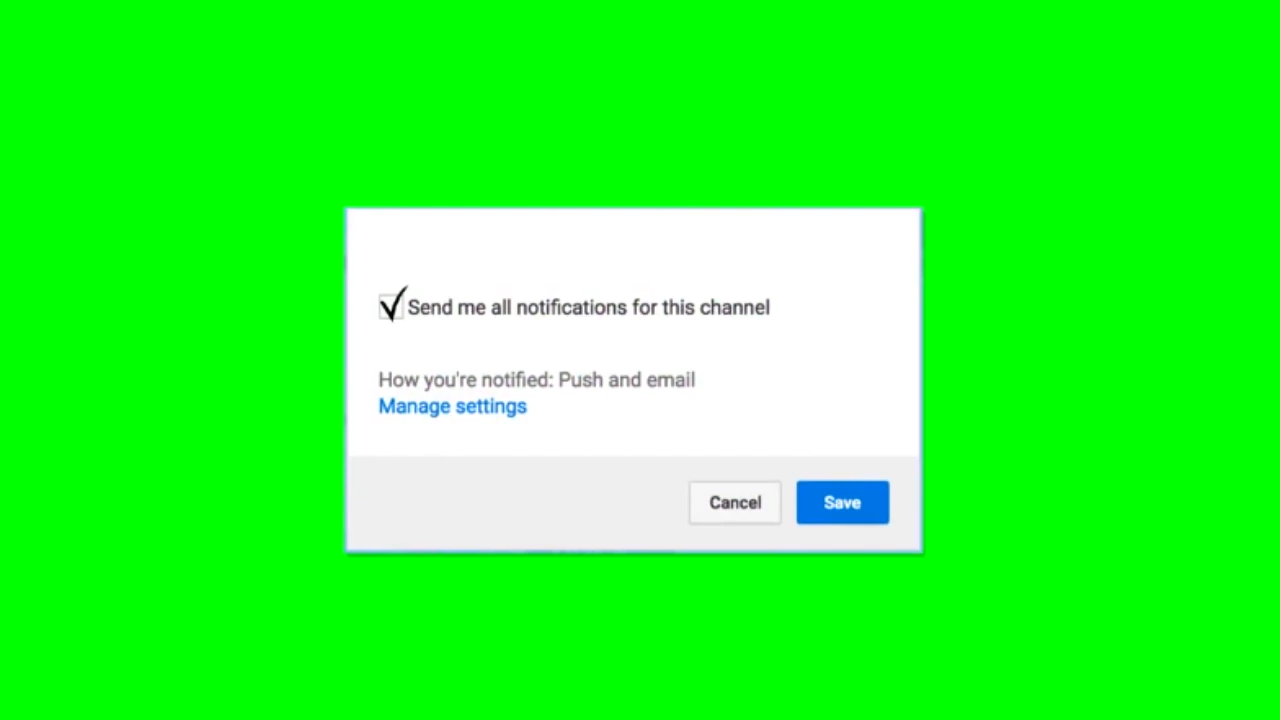 Send me all notifications for this channel
How you're notified: Push and email
Manage settings
Cancel
Save